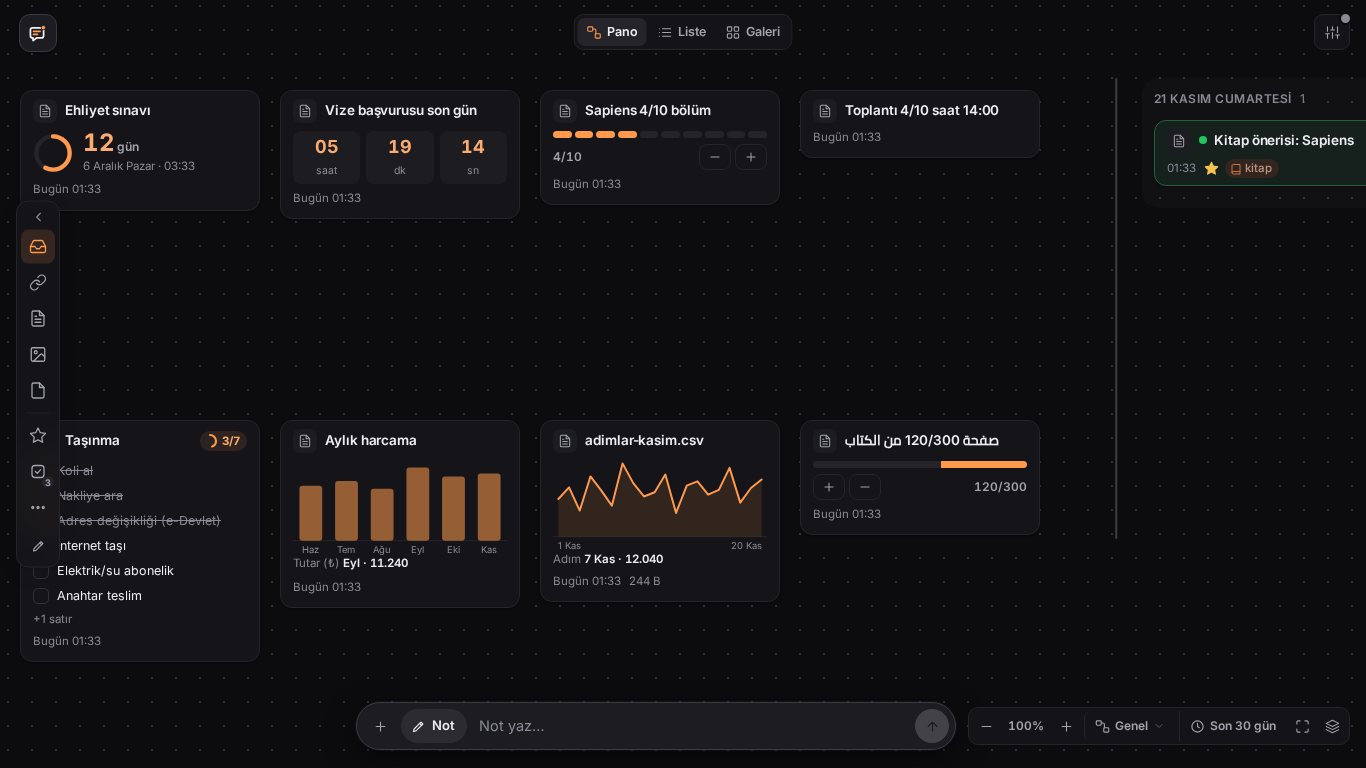 Pano
Liste
Galeri
Ehliyet sınavı
12 gün
6 Aralık Pazar · 03:33
Bugün 01:33
Vize başvurusu son gün
05 19 14
saat dk sn
Bugün 01:33
Sapiens 4/10 bölüm
4/10
Bugün 01:33
Toplantı 4/10 saat 14:00
Bugün 01:33
21 KASIM CUMARTESİ 1
Kitap önerisi: Sapiens
01:33 kitap
Taşınma 3/7
Koli al
Nakliye ara
Adres değişikliği (e-Devlet)
nternet taşı
Elektrik/su abonelik
Anahtar teslim
+1 satır
Bugün 01:33
3
Aylık harcama
Haz Tem Ağu Eyl Eki Kas
Tutar (₺) Eyl · 11.240
Bugün 01:33
adimlar-kasim.csv
1 Kas 20 Kas
Adım 7 Kas · 12.040
Bugün 01:33 244 B
صفحة 120/300 من الكتاب
120/300
Bugün 01:33
Not
Not yaz...
100%
Genel
Son 30 gün